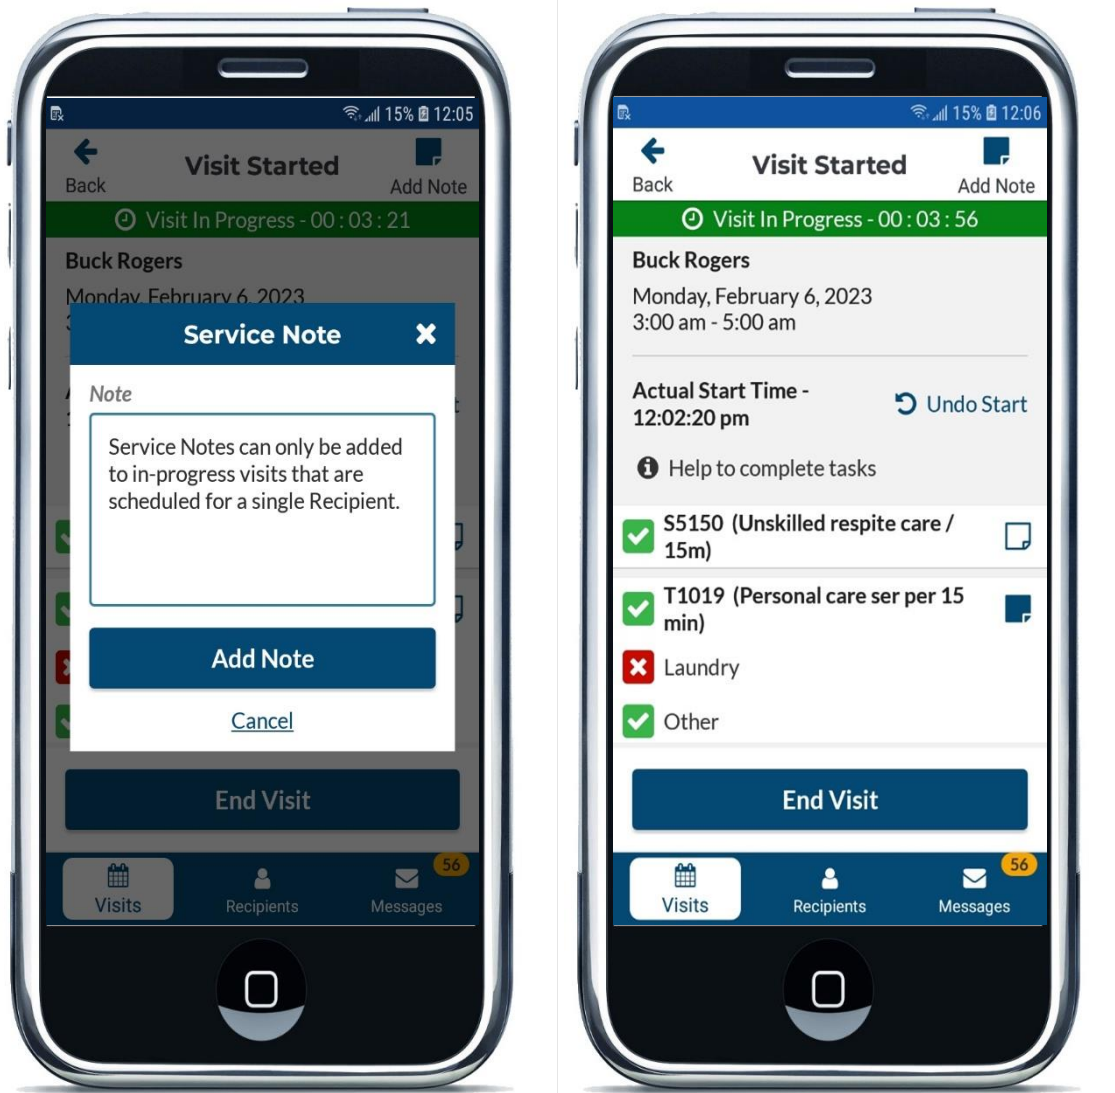 15% 12:05
Back
Visit Started
Add Note
Visit In Progress - 00 : 03 : 21
Buck Rogers
Monday, February 6, 2023
Service Note
Note
Service Notes can only be added
to in-progress visits that are
scheduled for a single Recipient.
Add Note
Cancel
End Visit
Visits
Recipients
Messages
56
15% 12:06
Back
Visit Started
Add Note
Visit In Progress - 00 : 03 : 56
Buck Rogers
Monday, February 6, 2023
3:00 am - 5:00 am
Actual Start Time -
12:02:20 pm
Undo Start
Help to complete tasks
S5150 (Unskilled respite care /
15m)
T1019 (Personal care ser per 15
min)
Laundry
Other
End Visit
Visits
Recipients
Messages
56